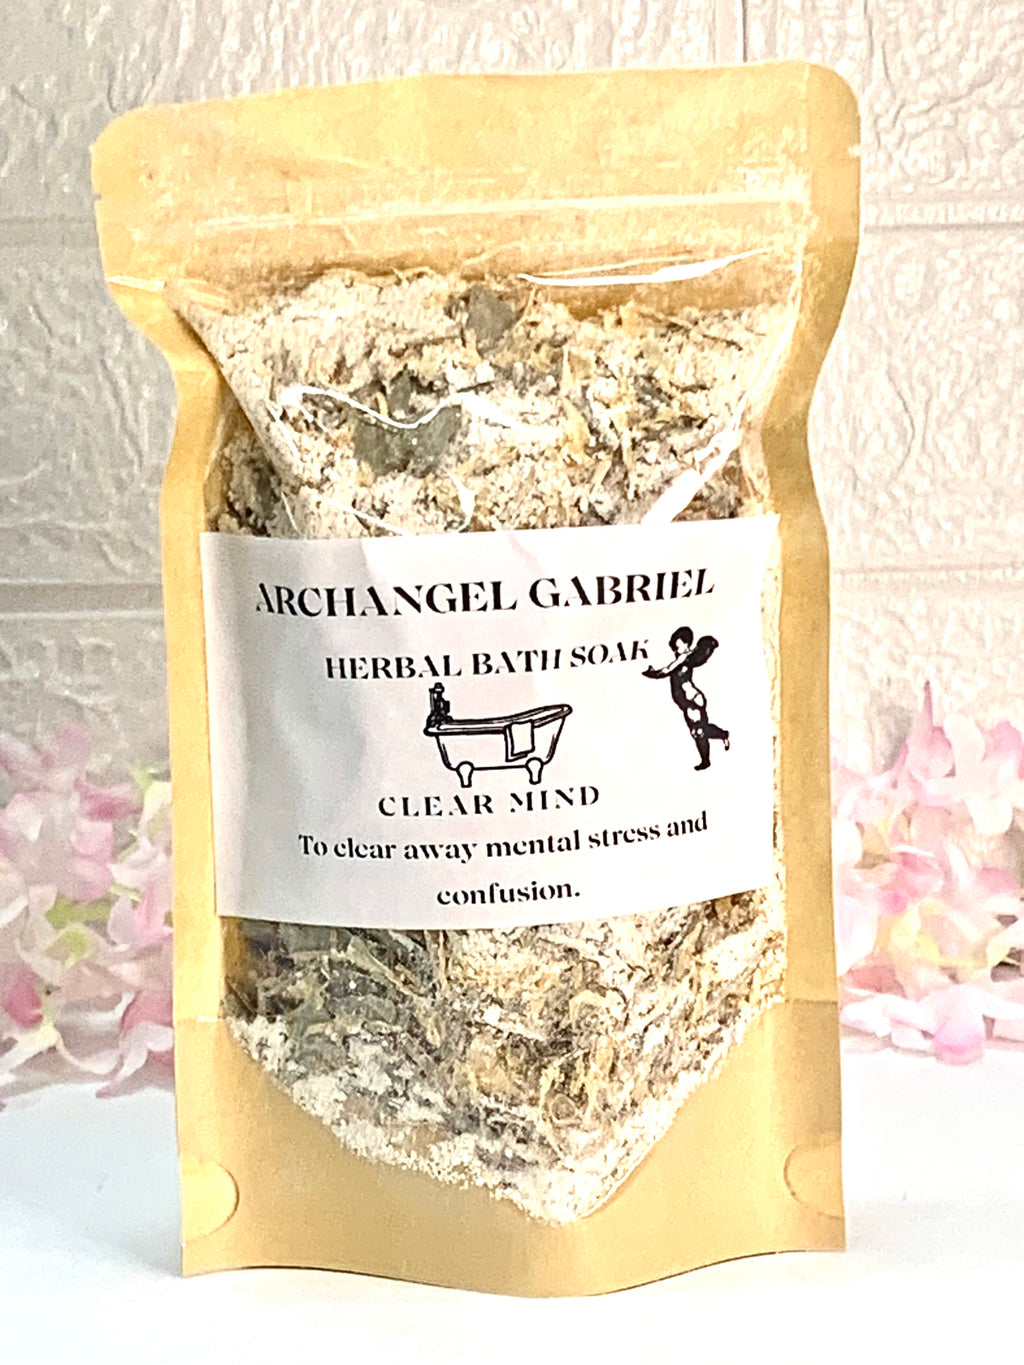 ARCHANGEL GABRIEL
HERBAL BATH SOAK
CLEAR MIND
To clear away mental stress and
confusion.